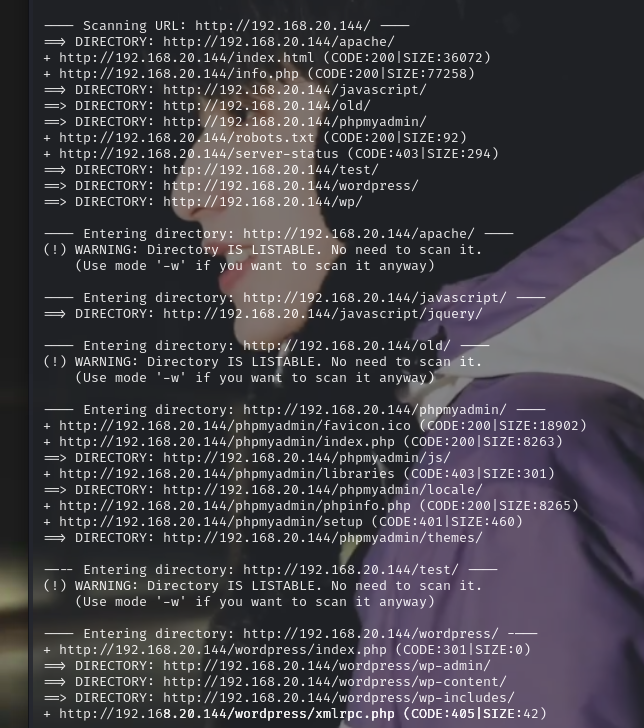 ---- Scanning URL: http://192.168.20.144/ ----
==> DIRECTORY: http://192.168.20.144/apache/
+ http://192.168.20.144/index.html (CODE:200|SIZE:36072)
+ http://192.168.20.144/info.php (CODE:200|SIZE:77258)
==> DIRECTORY: http://192.168.20.144/javascript/
==> DIRECTORY: http://192.168.20.144/old/
==> DIRECTORY: http://192.168.20.144/phpmyadmin/
+ http://192.168.20.144/robots.txt (CODE:200|SIZE:92)
+ http://192.168.20.144/server-status (CODE:403|SIZE:294)
==> DIRECTORY: http://192.168.20.144/test/
==> DIRECTORY: http://192.168.20.144/wordpress/
==> DIRECTORY: http://192.168.20.144/wp/
---- Entering directory: http://192.168.20.144/apache/ ----
(!) WARNING: Directory IS LISTABLE. No need to scan it.
(Use mode '-w' if you want to scan it anyway)
---- Entering directory: http://192.168.20.144/javascript/ ----
==> DIRECTORY: http://192.168.20.144/javascript/jquery/
---- Entering directory: http://192.168.20.144/old/ ----
(!) WARNING: Directory IS LISTABLE. No need to scan it.
(Use mode '-w' if you want to scan it anyway)
---- Entering directory: http://192.168.20.144/phpmyadmin/ ----
+ http://192.168.20.144/phpmyadmin/favicon.ico (CODE:200|SIZE:18902)
+ http://192.168.20.144/phpmyadmin/index.php (CODE:200|SIZE:8263)
==> DIRECTORY: http://192.168.20.144/phpmyadmin/js/
+ http://192.168.20.144/phpmyadmin/libraries (CODE:403|SIZE:301)
==> DIRECTORY: http://192.168.20.144/phpmyadmin/locale/
+ http://192.168.20.144/phpmyadmin/phpinfo.php (CODE:200|SIZE:8265)
+ http://192.168.20.144/phpmyadmin/setup (CODE:401|SIZE:460)
==> DIRECTORY: http://192.168.20.144/phpmyadmin/themes/
---- Entering directory: http://192.168.20.144/test/ ----
(!) WARNING: Directory IS LISTABLE. No need to scan it.
(Use mode '-w' if you want to scan it anyway)
---- Entering directory: http://192.168.20.144/wordpress/ ----
+ http://192.168.20.144/wordpress/index.php (CODE:301|SIZE:0)
==> DIRECTORY: http://192.168.20.144/wordpress/wp-admin/
==> DIRECTORY: http://192.168.20.144/wordpress/wp-content/
==> DIRECTORY: http://192.168.20.144/wordpress/wp-includes/
+ http://192.168.20.144/wordpress/xmlrpc.php (CODE:405|SIZE:42)